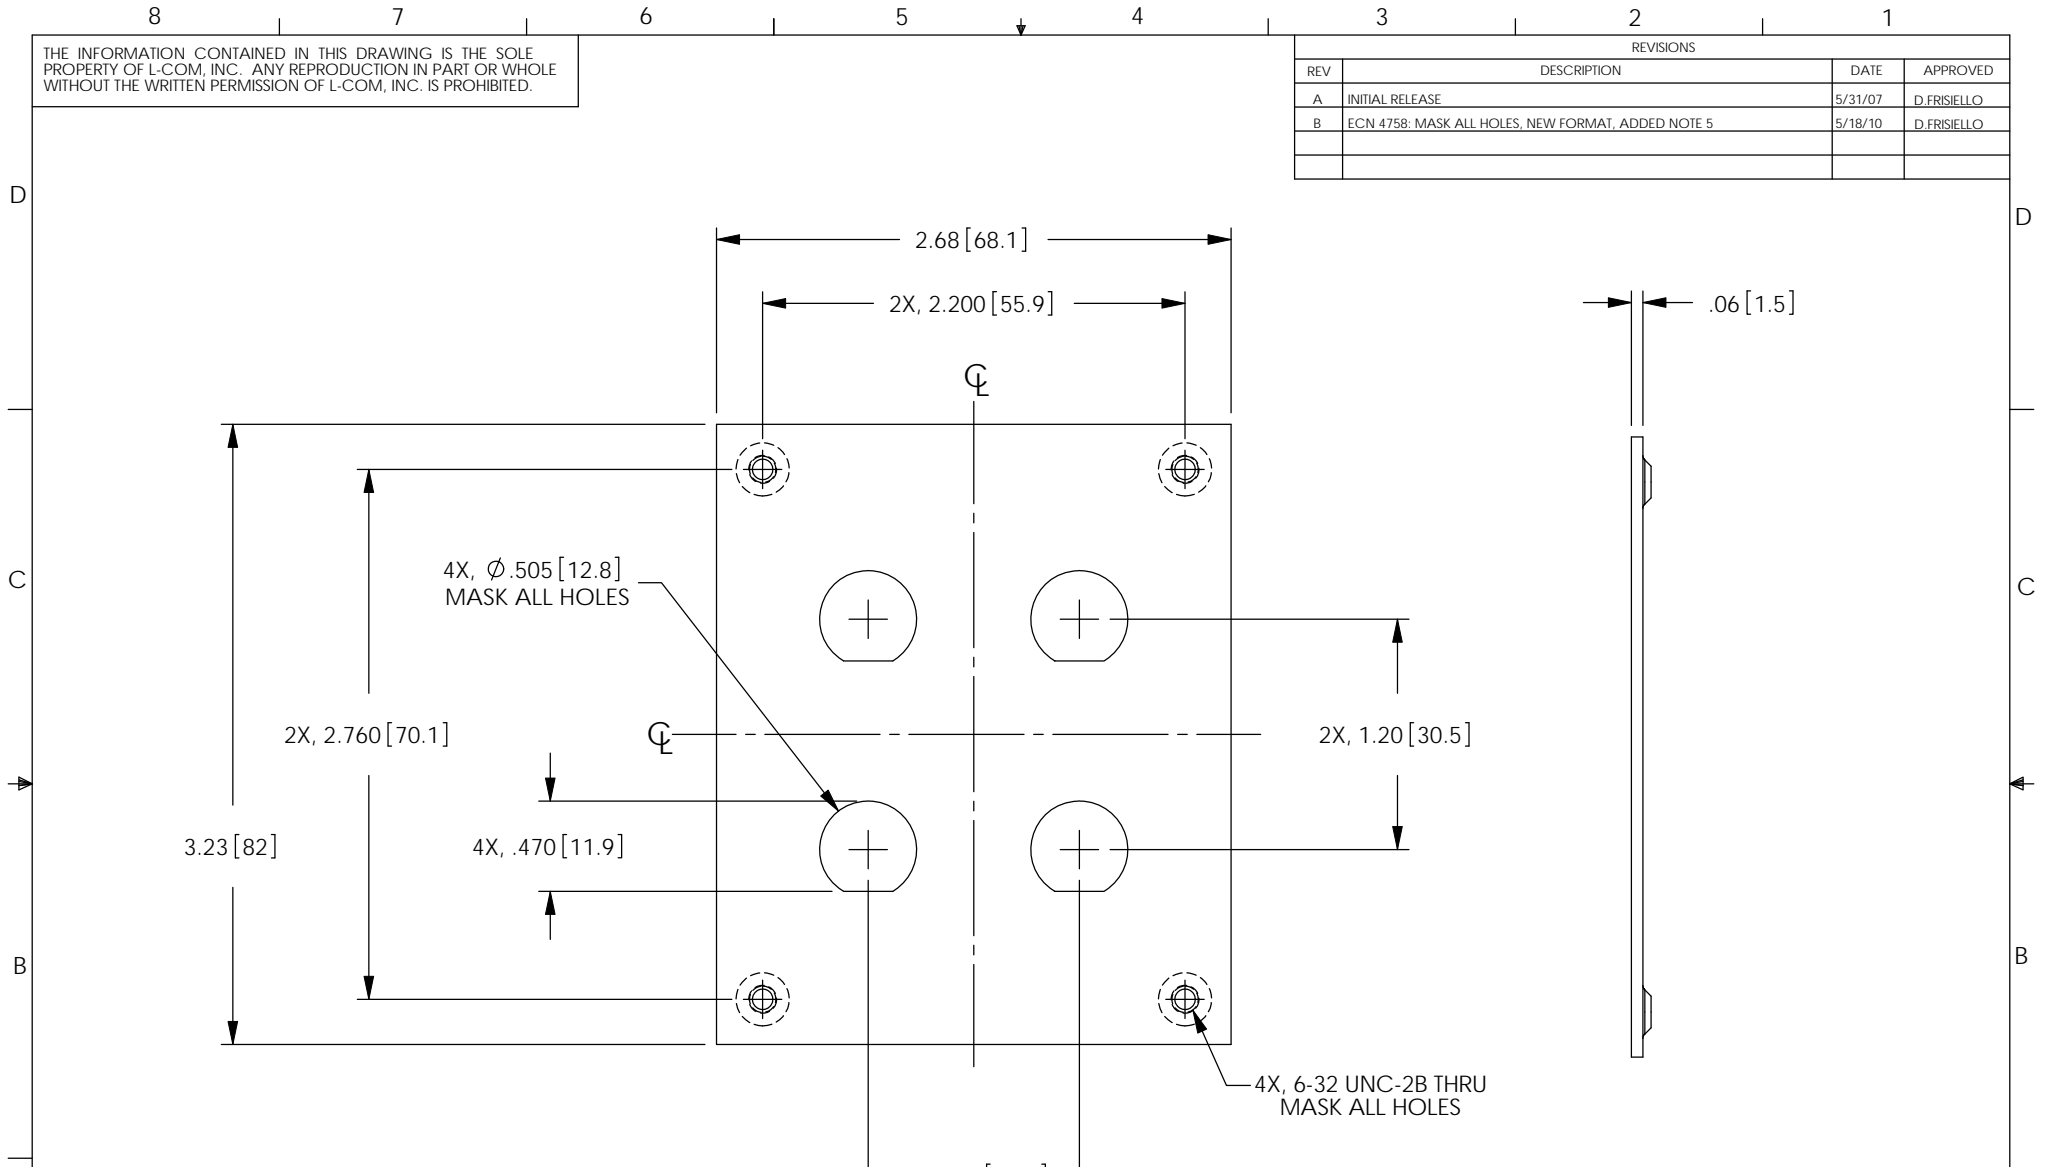 8 7 6 5 4 3 2 1
THE INFORMATION CONTAINED IN THIS DRAWING IS THE SOLE
PROPERTY OF L-COM, INC. ANY REPRODUCTION IN PART OR WHOLE
WITHOUT THE WRITTEN PERMISSION OF L-COM, INC. IS PROHIBITED.
REVISIONS
REV DESCRIPTION DATE APPROVED
A INITIAL RELEASE 5/31/07 D.FRISIELLO
B ECN 4758: MASK ALL HOLES, NEW FORMAT, ADDED NOTE 5 5/18/10 D.FRISIELLO
D
D
2.68 [68.1]
2X, 2.200 [55.9]
.06 [1.5]
CL
4X, Ø.505 [12.8]
MASK ALL HOLES
C
C
2X, 2.760 [70.1]
CL
2X, 1.20 [30.5]
3.23 [82]
4X, .470 [11.9]
B
B
4X, 6-32 UNC-2B THRU
MASK ALL HOLES